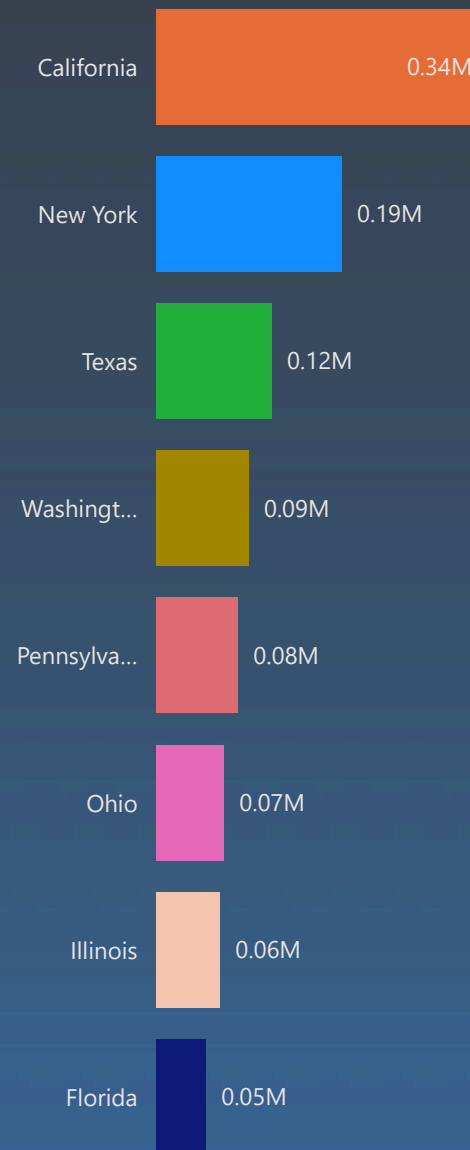 California 0.34M
New York 0.19M
Texas 0.12M
Washingt... 0.09M
Pennsylva... 0.08M
Ohio 0.07M
Illinois 0.06M
Florida 0.05M